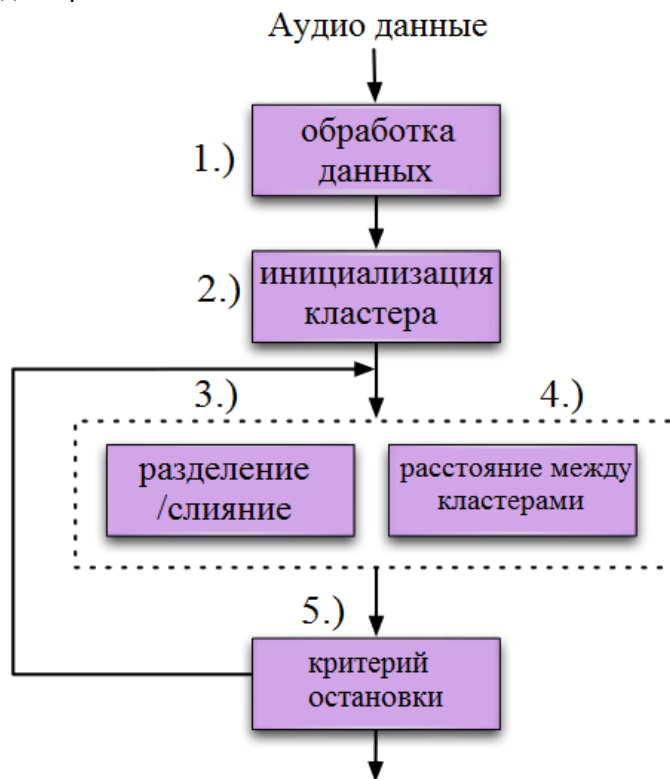 Аудио данные
обработка
1.)
данных
инициализация
2.)
кластера
3.)
4.)
разделение
/слияние
расстояние между
кластерами
5.)
критерий
остановки